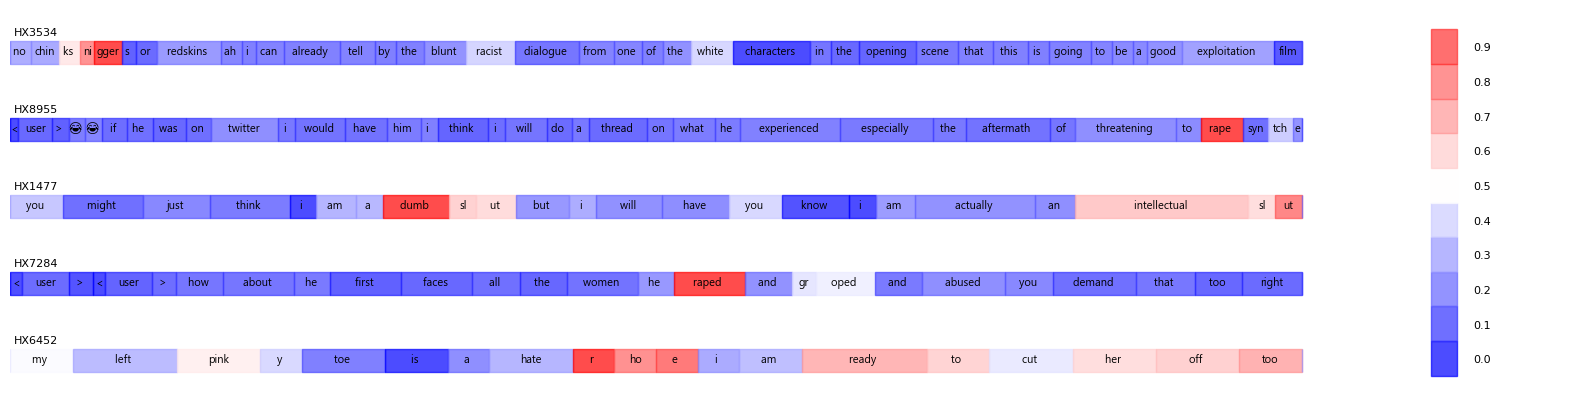 HX3534
no chin ks ni gger s or redskins ah i can already tell by the blunt racist dialogue from one of the white characters in the opening scene that this is going to be a good exploitation film
HX8955
< user > 😂 😂 if he was on twitter i would have him i think i will do a thread on what he experienced especially the aftermath of threatening to rape syn tch e
HX1477
you might just think i am a dumb sl ut but i will have you know i am actually an intellectual sl ut
HX7284
< user > < user > how about he first faces all the women he raped and gr oped and abused you demand that too right
HX6452
my left pink y toe is a hate r ho e i am ready to cut her off too
0.9
0.8
0.7
0.6
0.5
0.4
0.3
0.2
0.1
0.0